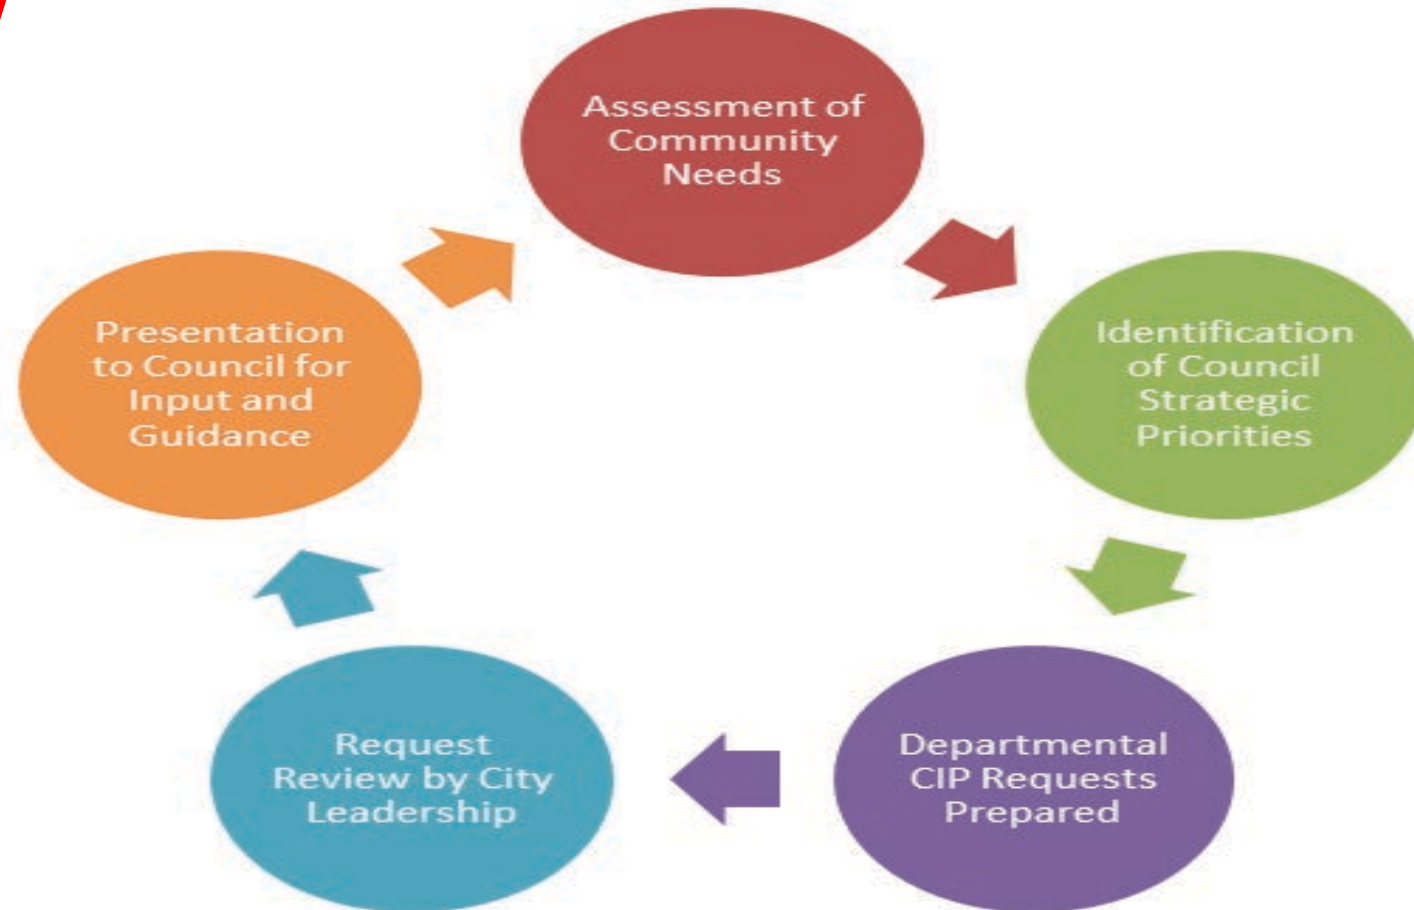 Assessment of
Community
Needs
Identification
of Council
Strategic
Priorities
Departmental
CIP Requests
Prepared
Request
Review by City
Leadership
Presentation
to Council for
Input and
Guidance